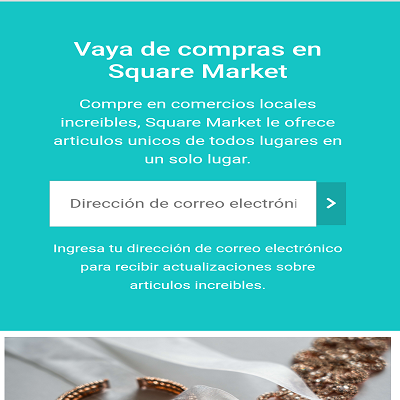 Vaya de compras en
Square Market
Compre en comercios locales
increibles, Square Market le ofrece
articulos unicos de todos lugares en
un solo lugar.
Dirección de correo electróni
Ingresa tu dirección de correo electrónico
para recibir actualizaciones sobre
articulos increibles.